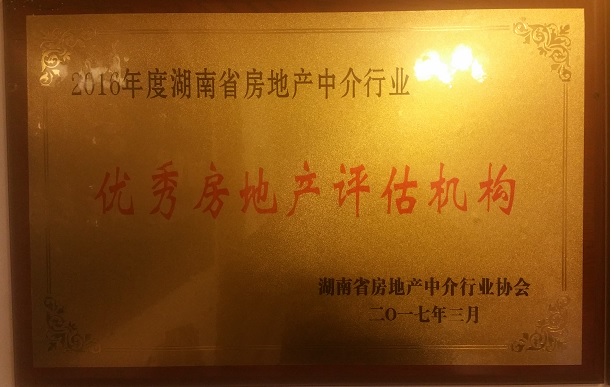 2016年度湖南省房地产中介行业
优秀房地产评估机构
湖南省房地产中介行业协会
二〇一七年三月